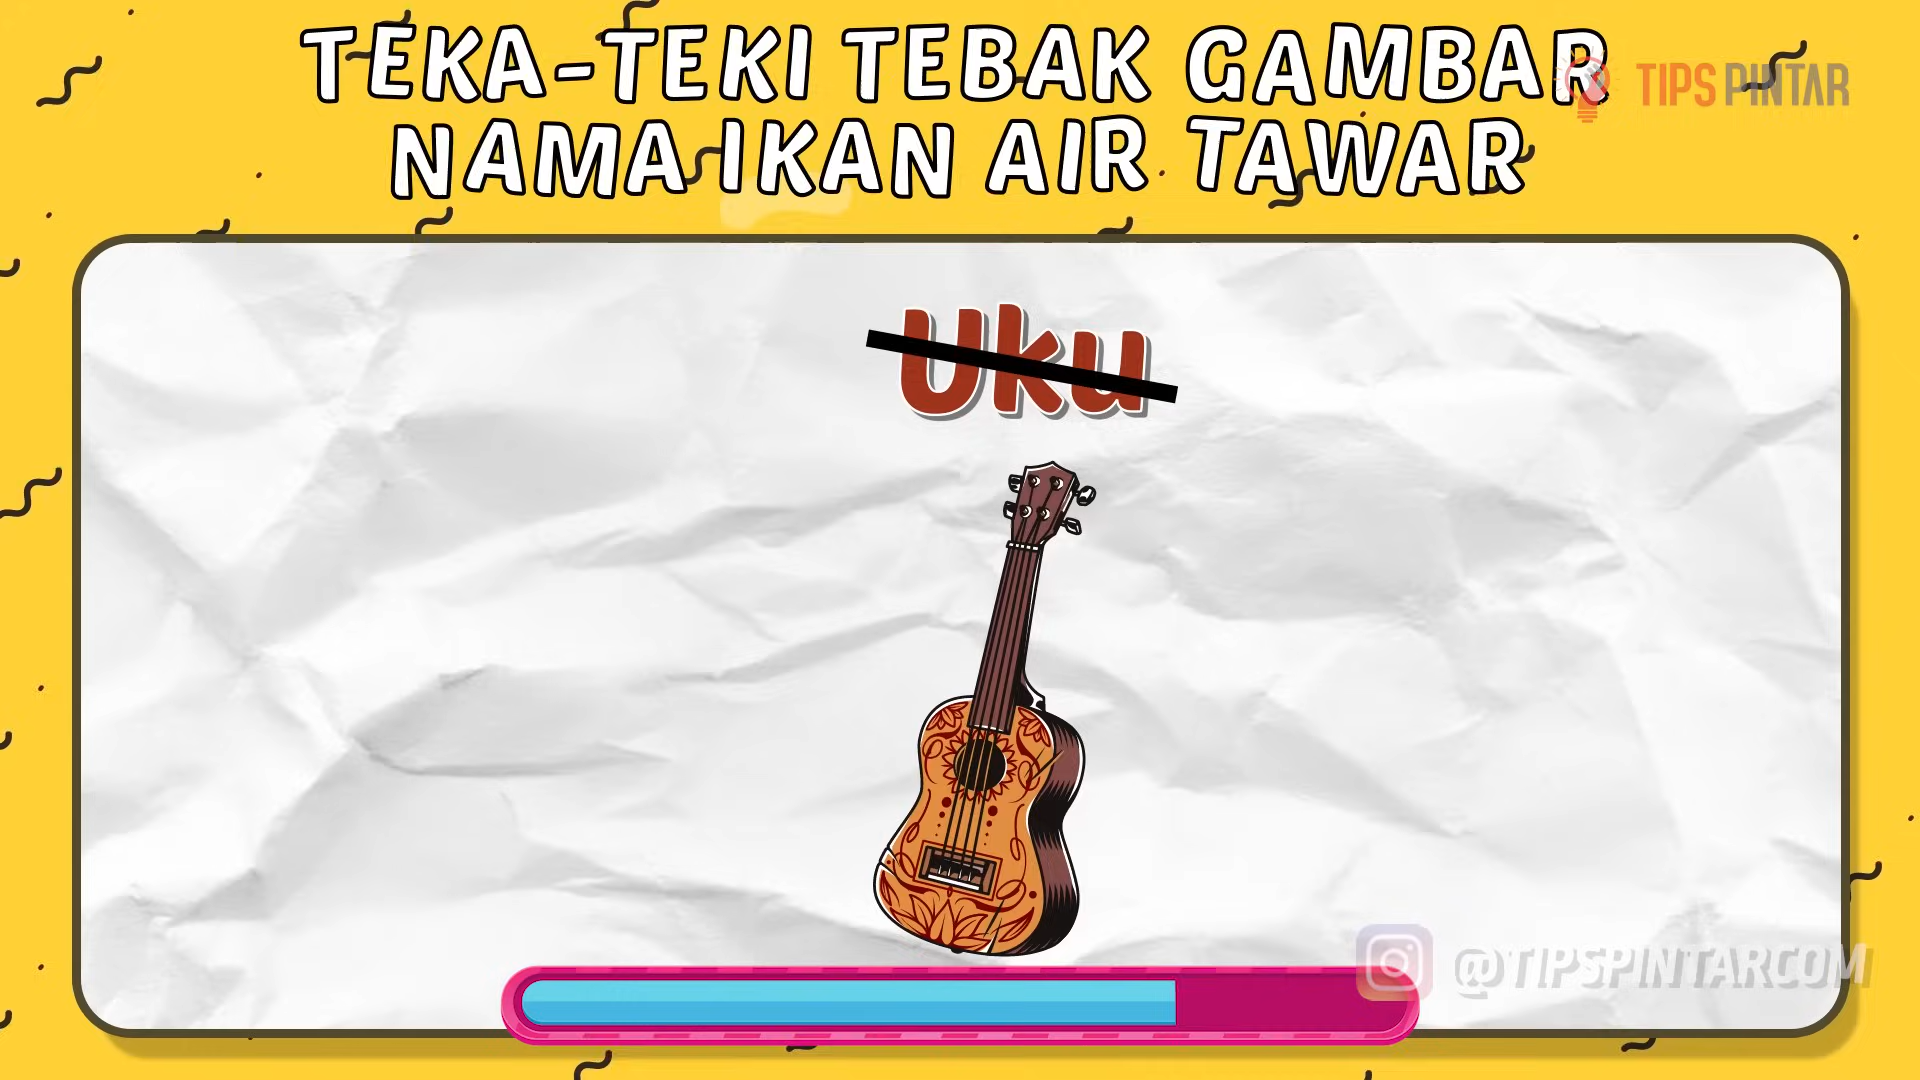 TEKA-TEKI TEBAK GAMBAR
NAMA IKAN AIR TAWAR
TIPS PINTAR
Uku
@TIPSPINTARCOM